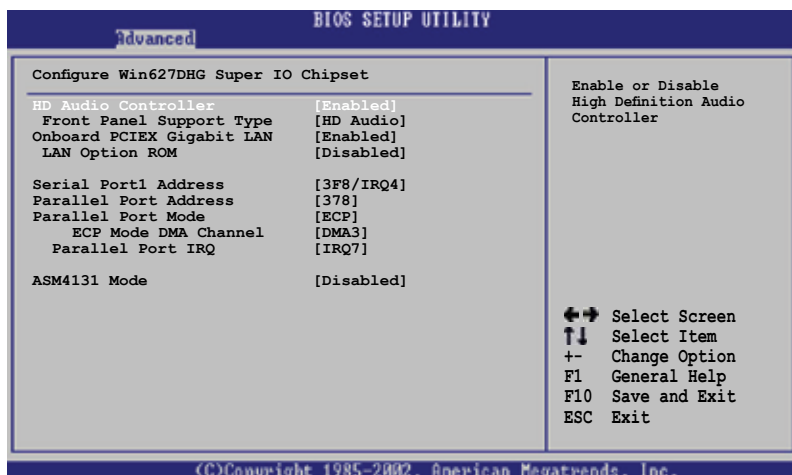 BIOS SETUP UTILITY
Advanced
Configure Win627DHG Super IO Chipset
HD Audio Controller [Enabled]
Front Panel Support Type [HD Audio]
Onboard PCIEX Gigabit LAN [Enabled]
LAN Option ROM [Disabled]
Serial Port1 Address [3F8/IRQ4]
Parallel Port Address [378]
Parallel Port Mode [ECP]
ECP Mode DMA Channel [DMA3]
Parallel Port IRQ [IRQ7]
ASM4131 Mode [Disabled]
Enable or Disable
High Definition Audio
Controller
Select Screen
↑↓ Select Item
+- Change Option
F1 General Help
F10 Save and Exit
ESC Exit
(C)Copyright 1985-2002, American Megatrends, Inc.